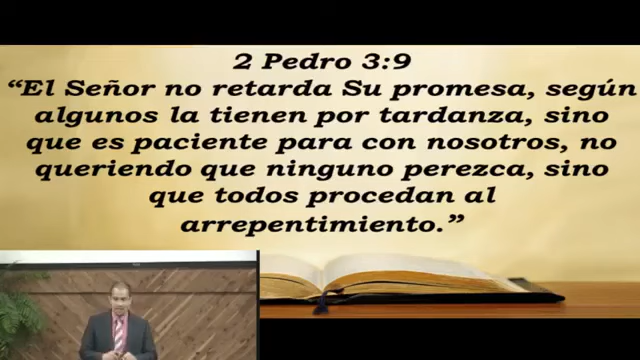 2 Pedro 3:9
“El Señor no retarda Su promesa, según
algunos la tienen por tardanza, sino
que es paciente para con nosotros, no
queriendo que ninguno perezca, sino
que todos procedan al
arrepentimiento.”